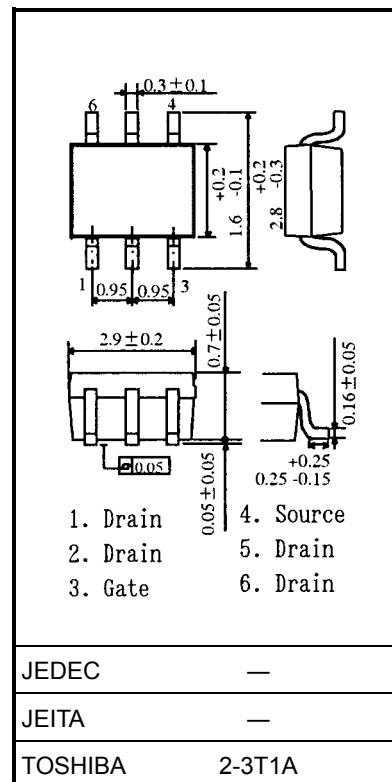 0.3±0.1
6 4
+0.2
1.6 -0.1
+0.2
2.8 -0.3
1 0.95 0.95 3
2.9±0.2
0.7±0.05
0.16±0.05
0.05
0.05±0.05
+0.25
0.25 -0.15
1. Drain
2. Drain
3. Gate
4. Source
5. Drain
6. Drain
JEDEC —
JEITA —
TOSHIBA 2-3T1A